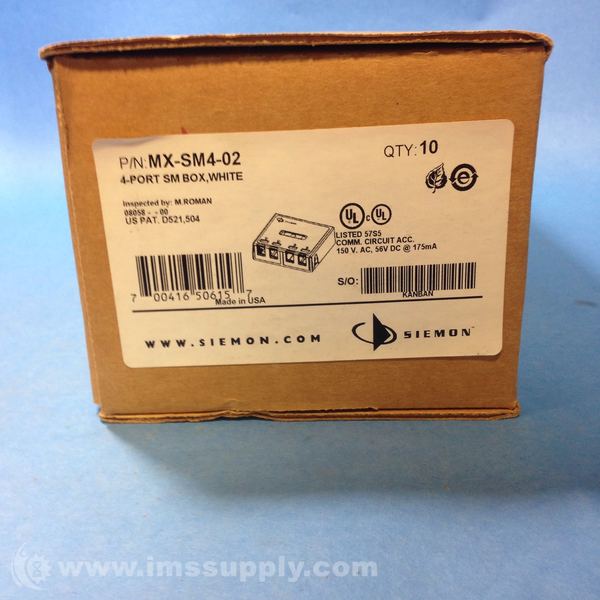 P/N: MX-SM4-02
QTY: 10
4-PORT SM BOX,WHITE
Inspected by: M.ROMAN
08058 - - 00
US PAT. D521,504
UL c UL
LISTED 57S5
COMM. CIRCUIT ACC.
150 V. AC, 56V DC @ 175mA
S/O:
KANBAN
7 00416 50615 7
Made in USA
WWW.SIEMON.COM
SIEMON
www.imssupply.com